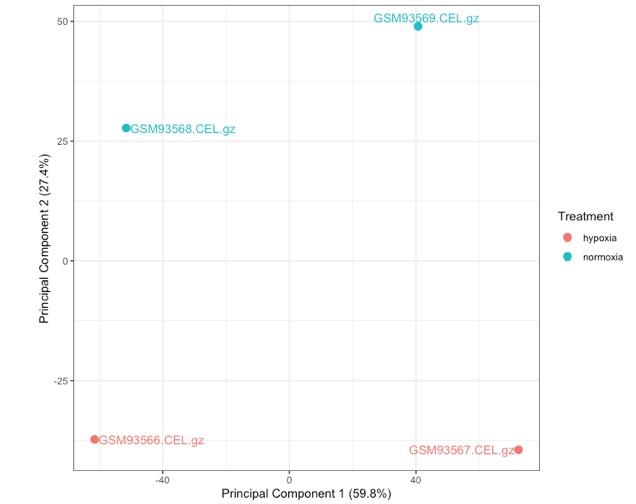 GSM93569.CEL.gz
50
GSM93568.CEL.gz
25
Principal Component 2 (27.4%)
0
Treatment
hypoxia
normoxia
-25
GSM93566.CEL.gz
GSM93567.CEL.gz
-40
0
40
Principal Component 1 (59.8%)